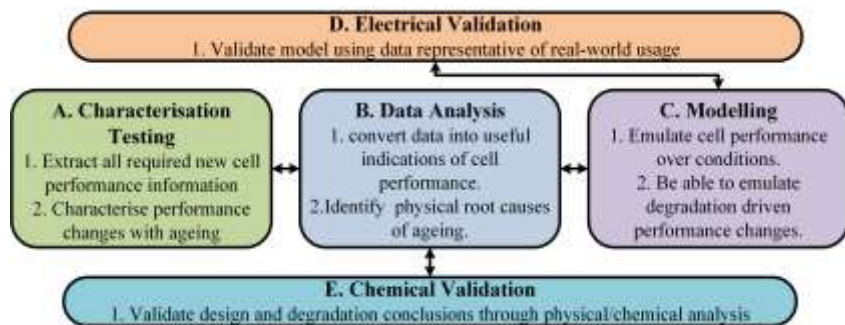 D. Electrical Validation
1. Validate model using data representative of real-world usage
A. Characterisation
Testing
1. Extract all required new cell
performance information
2. Characterise performance
changes with ageing
B. Data Analysis
1. convert data into useful
indications of cell
performance.
2.Identify physical root causes
of ageing.
C. Modelling
1. Emulate cell performance
over conditions.
2. Be able to emulate
degradation driven
performance changes.
E. Chemical Validation
1. Validate design and degradation conclusions through physical/chemical analysis